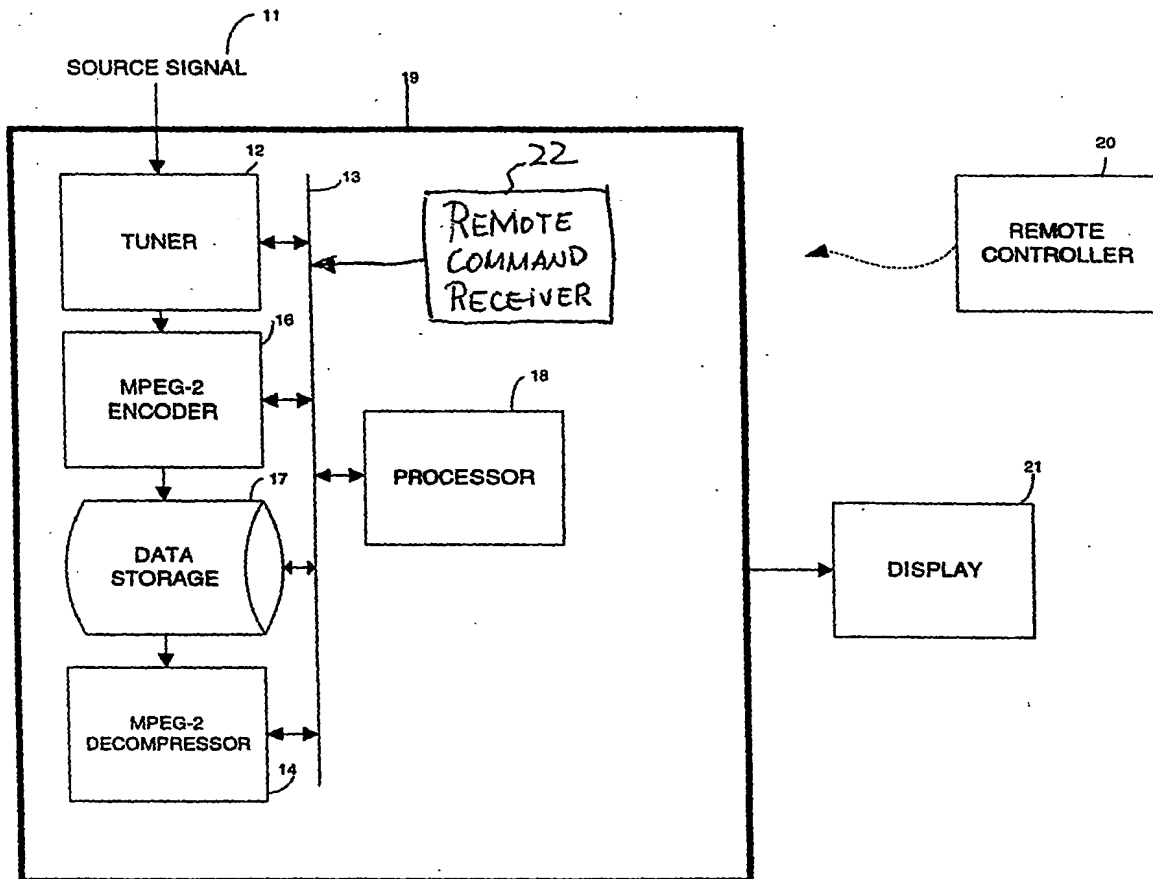 11
SOURCE SIGNAL
19
12
TUNER
13
22
REMOTE
COMMAND
RECEIVER
20
REMOTE
CONTROLLER
16
MPEG-2
ENCODER
18
PROCESSOR
17
DATA
STORAGE
21
DISPLAY
MPEG-2
DECOMPRESSOR
14